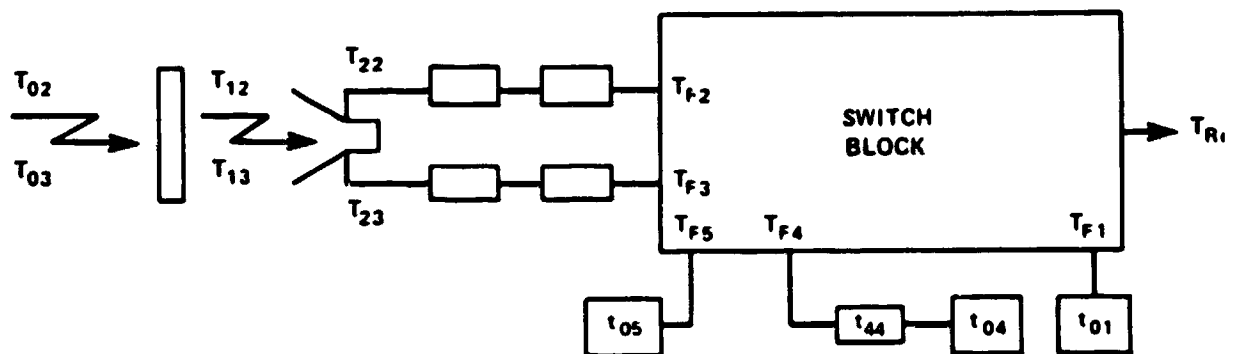 T02
T03
T12
T13
T22
T23
TF2
TF3
SWITCH
BLOCK
TF5
TF4
TF1
t05
t44
t04
t01